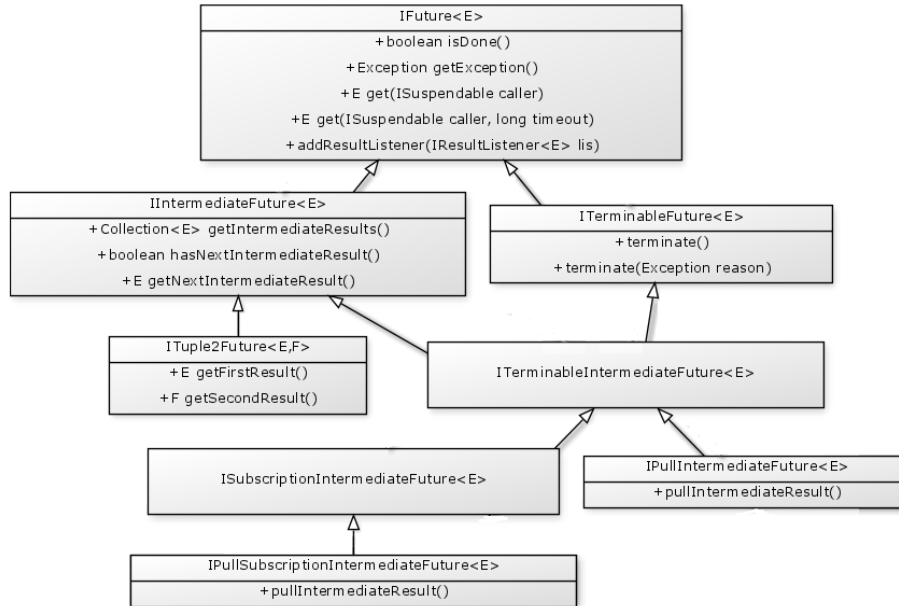 IFuture<E>
+boolean isDone()
+Exception getException()
+E get(ISuspendable caller)
+E get(ISuspendable caller, long timeout)
+addResultListener(IResultListener<E> lis)
IIntermediateFuture<E>
+Collection<E> getIntermediateResults()
+boolean hasNextIntermediateResult()
+E getNextIntermediateResult()
ITerminableFuture<E>
+terminate()
+terminate(Exception reason)
ITuple2Future<E,F>
+E getFirstResult()
+F getSecondResult()
ITerminableIntermediateFuture<E>
ISubscriptionIntermediateFuture<E>
IPullIntermediateFuture<E>
+pullIntermediateResult()
IPullSubscriptionIntermediateFuture<E>
+pullIntermediateResult()